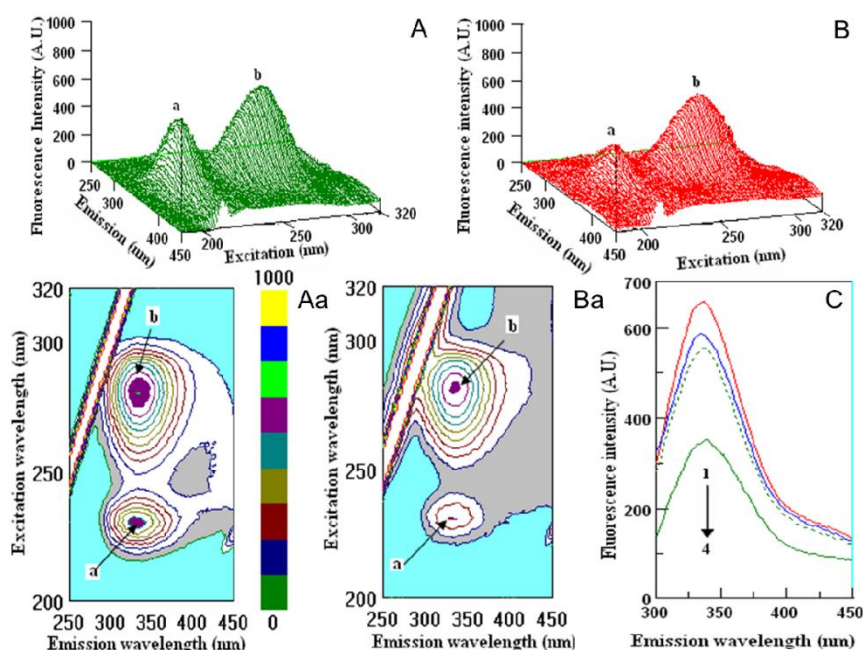 A
1000
800
600
400
200
0
Fluorescence Intensity (A.U.)
a
b
250
300
400
450
Emission (nm)
200
250
300
320
Excitation (nm)
B
1000
800
600
400
200
0
Fluorescence intensity (A.U.)
a
b
250
300
400
450
Emission (nm)
200
250
300
320
Excitation (nm)
Aa
320
300
250
200
Excitation wavelength (nm)
b
a
250 300 350 400 450
Emission wavelength (nm)
1000
0
Ba
320
300
250
200
Excitation wavelength (nm)
b
a
250 300 350 400 450
Emission wavelength (nm)
C
700
600
400
200
0
Fluorescence intensity (A.U.)
1
4
300 350 400 450
Emission wavelength (nm)